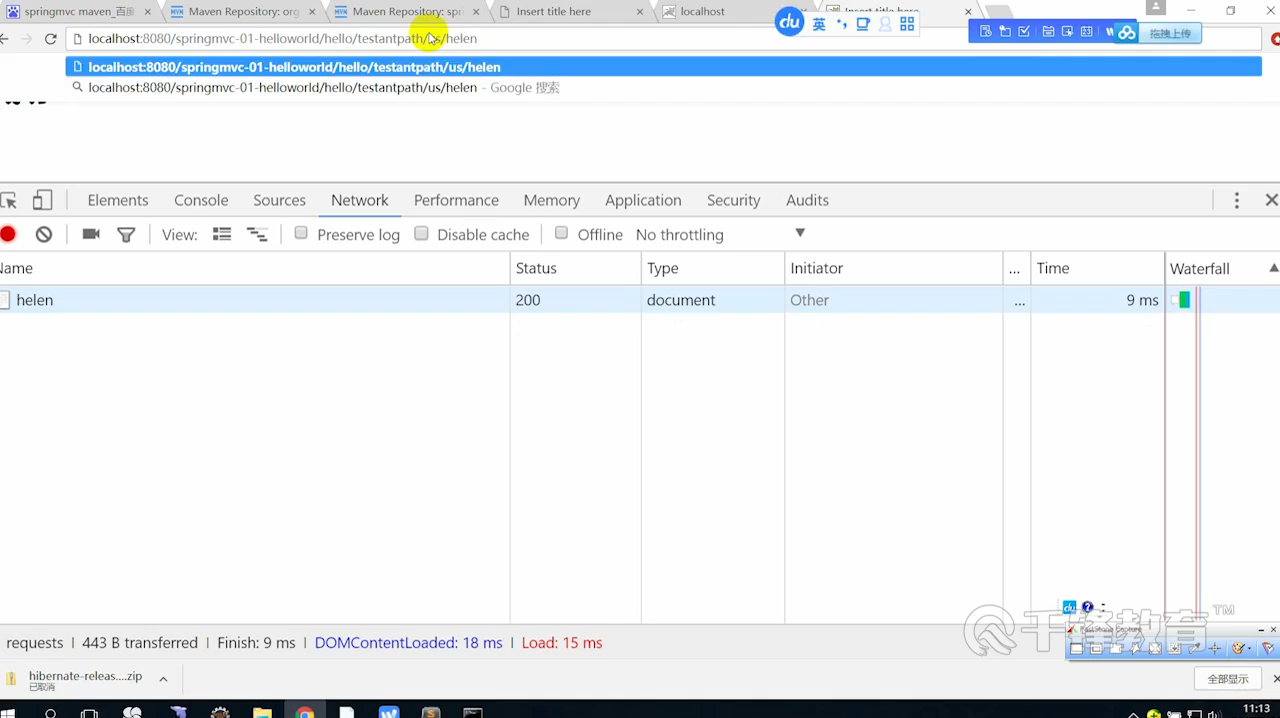 springmvc maven_百度
Maven Repository: org
Maven Repository: spr
Insert title here
localhost
Insert title here
du 英
拖拽上传
localhost:8080/springmvc-01-helloworld/hello/testantpath/us/helen
localhost:8080/springmvc-01-helloworld/hello/testantpath/us/helen
localhost:8080/springmvc-01-helloworld/hello/testantpath/us/helen - Google 搜索
Elements Console Sources Network Performance Memory Application Security Audits
View: Preserve log Disable cache Offline No throttling
Name Status Type Initiator ... Time Waterfall
helen 200 document Other ... 9 ms
千锋教育 TM
requests | 443 B transferred | Finish: 9 ms | DOMContentLoaded: 18 ms | Load: 15 ms
hibernate-releas....zip
已取消
全部显示
11:13